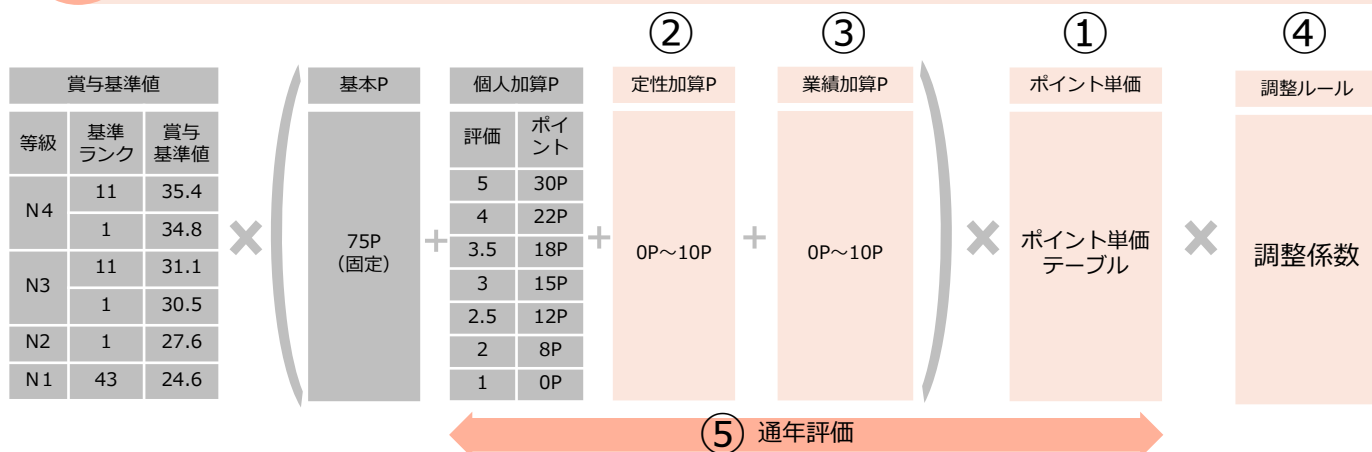 ② ③ ① ④
賞与基準値 基本P 個人加算P 定性加算P 業績加算P ポイント単価 調整ルール
等級 基準ランク 賞与基準値
N4 11 35.4
1 34.8
N3 11 31.1
1 30.5
N2 1 27.6
N1 43 24.6
×
75P
(固定)
+
評価 ポイント
5 30P
4 22P
3.5 18P
3 15P
2.5 12P
2 8P
1 0P
+
0P～10P
+
0P～10P
×
ポイント単価
テーブル
×
調整係数
⑤ 通年評価